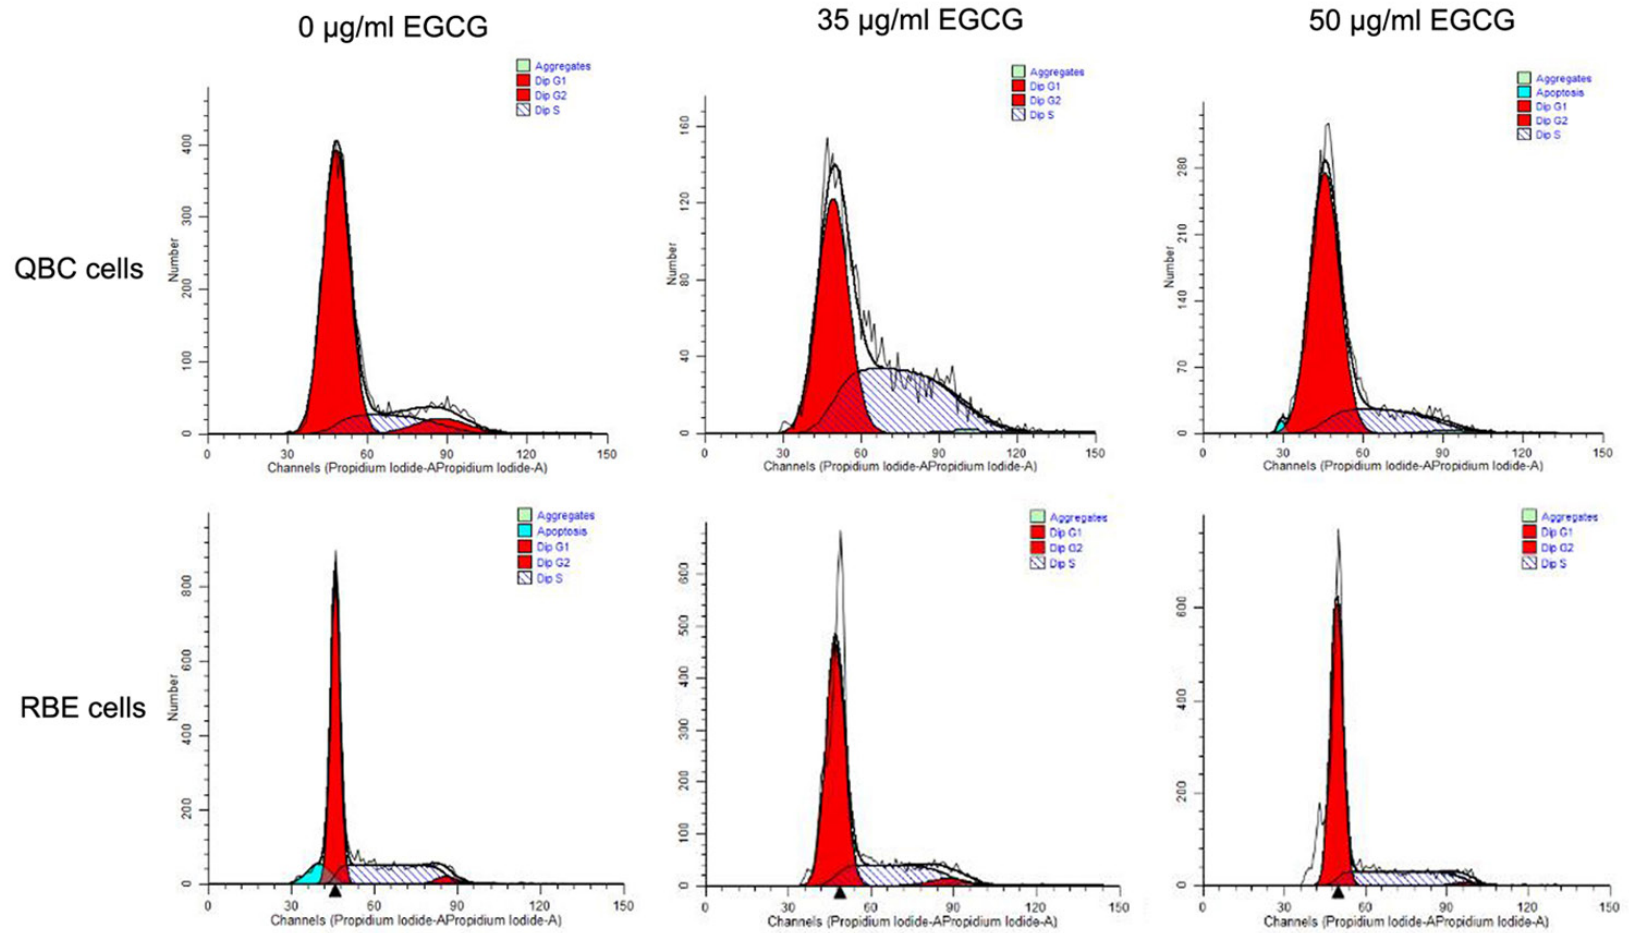 0 µg/ml EGCG
35 µg/ml EGCG
50 µg/ml EGCG
QBC cells
Aggregates
Dip G1
Dip G2
Dip S
Number
400
300
200
100
0
0 30 60 90 120 150
Channels (Propidium Iodide-APropidium Iodide-A)
Aggregates
Dip G1
Dip G2
Dip S
Number
160
120
80
40
0
0 30 60 90 120 150
Channels (Propidium Iodide-APropidium Iodide-A)
Aggregates
Apoptosis
Dip G1
Dip G2
Dip S
Number
280
210
140
70
0
0 30 60 90 120 150
Channels (Propidium Iodide-APropidium Iodide-A)
RBE cells
Aggregates
Apoptosis
Dip G1
Dip G2
Dip S
Number
800
600
400
200
0
0 30 60 90 120 150
Channels (Propidium Iodide-APropidium Iodide-A)
Aggregates
Dip G1
Dip G2
Dip S
600
500
400
300
200
100
0
0 30 60 90 120 150
Channels (Propidium Iodide-APropidium Iodide-A)
Aggregates
Dip G1
Dip G2
Dip S
600
400
200
0
0 30 60 90 120 150
Channels (Propidium Iodide-APropidium Iodide-A)